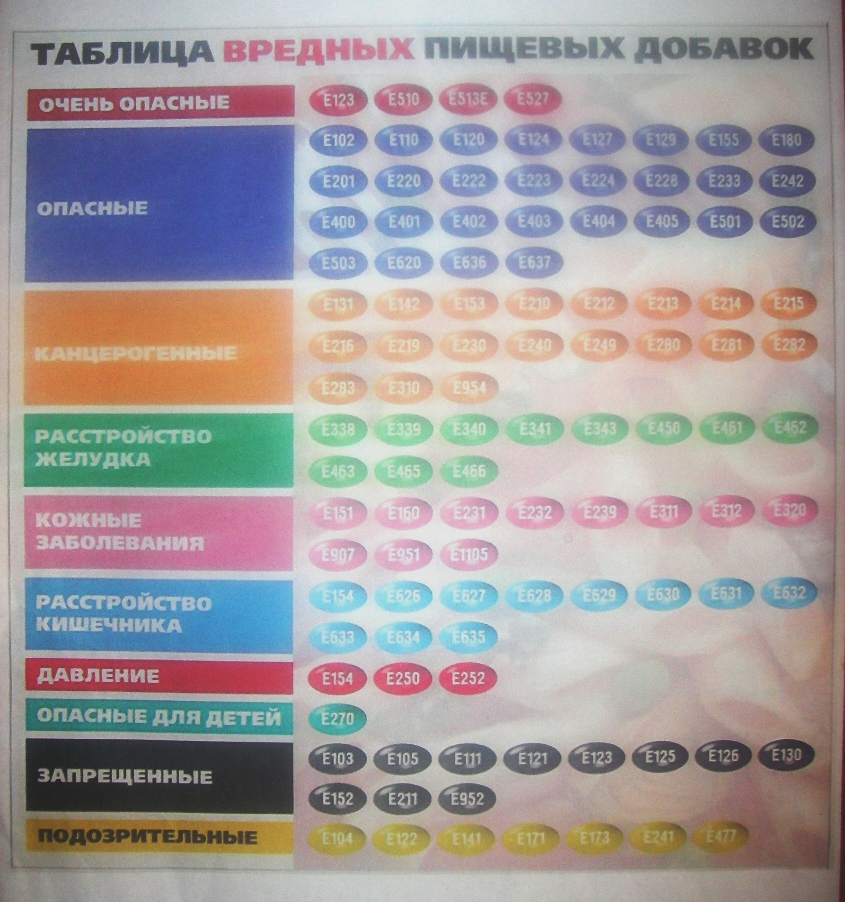 ТАБЛИЦА ВРЕДНЫХ ПИЩЕВЫХ ДОБАВОК
ОЧЕНЬ ОПАСНЫЕ E123 E510 E513E E527
ОПАСНЫЕ
E102 E110 E120 E124 E127 E129 E155 E180
E201 E220 E222 E223 E224 E228 E233 E242
E400 E401 E402 E403 E404 E405 E501 E502
E503 E620 E636 E637
КАНЦЕРОГЕННЫЕ
E131 E142 E153 E210 E212 E213 E214 E215
E216 E219 E230 E240 E249 E280 E281 E282
E283 E310 E954
РАССТРОЙСТВО
ЖЕЛУДКА
E338 E339 E340 E341 E343 E450 E461 E462
E463 E465 E466
КОЖНЫЕ
ЗАБОЛЕВАНИЯ
E151 E160 E231 E232 E239 E311 E312 E320
E907 E951 E1105
РАССТРОЙСТВО
КИШЕЧНИКА
E154 E626 E627 E628 E629 E630 E631 E632
E633 E634 E635
ДАВЛЕНИЕ E154 E250 E252
ОПАСНЫЕ ДЛЯ ДЕТЕЙ E270
ЗАПРЕЩЕННЫЕ
E103 E105 E111 E121 E123 E125 E126 E130
E152 E211 E952
ПОДОЗРИТЕЛЬНЫЕ E104 E122 E141 E171 E173 E241 E477